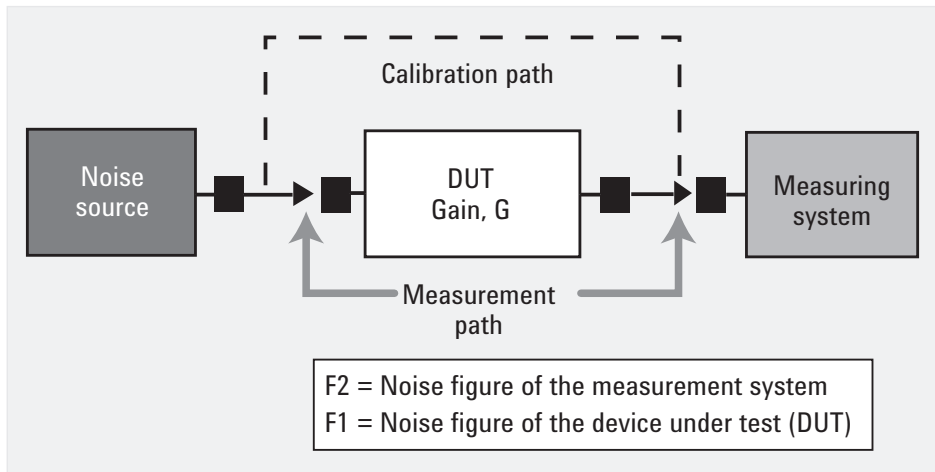 Calibration path
Noise
source
DUT
Gain, G
Measuring
system
Measurement
path
F2 = Noise figure of the measurement system
F1 = Noise figure of the device under test (DUT)